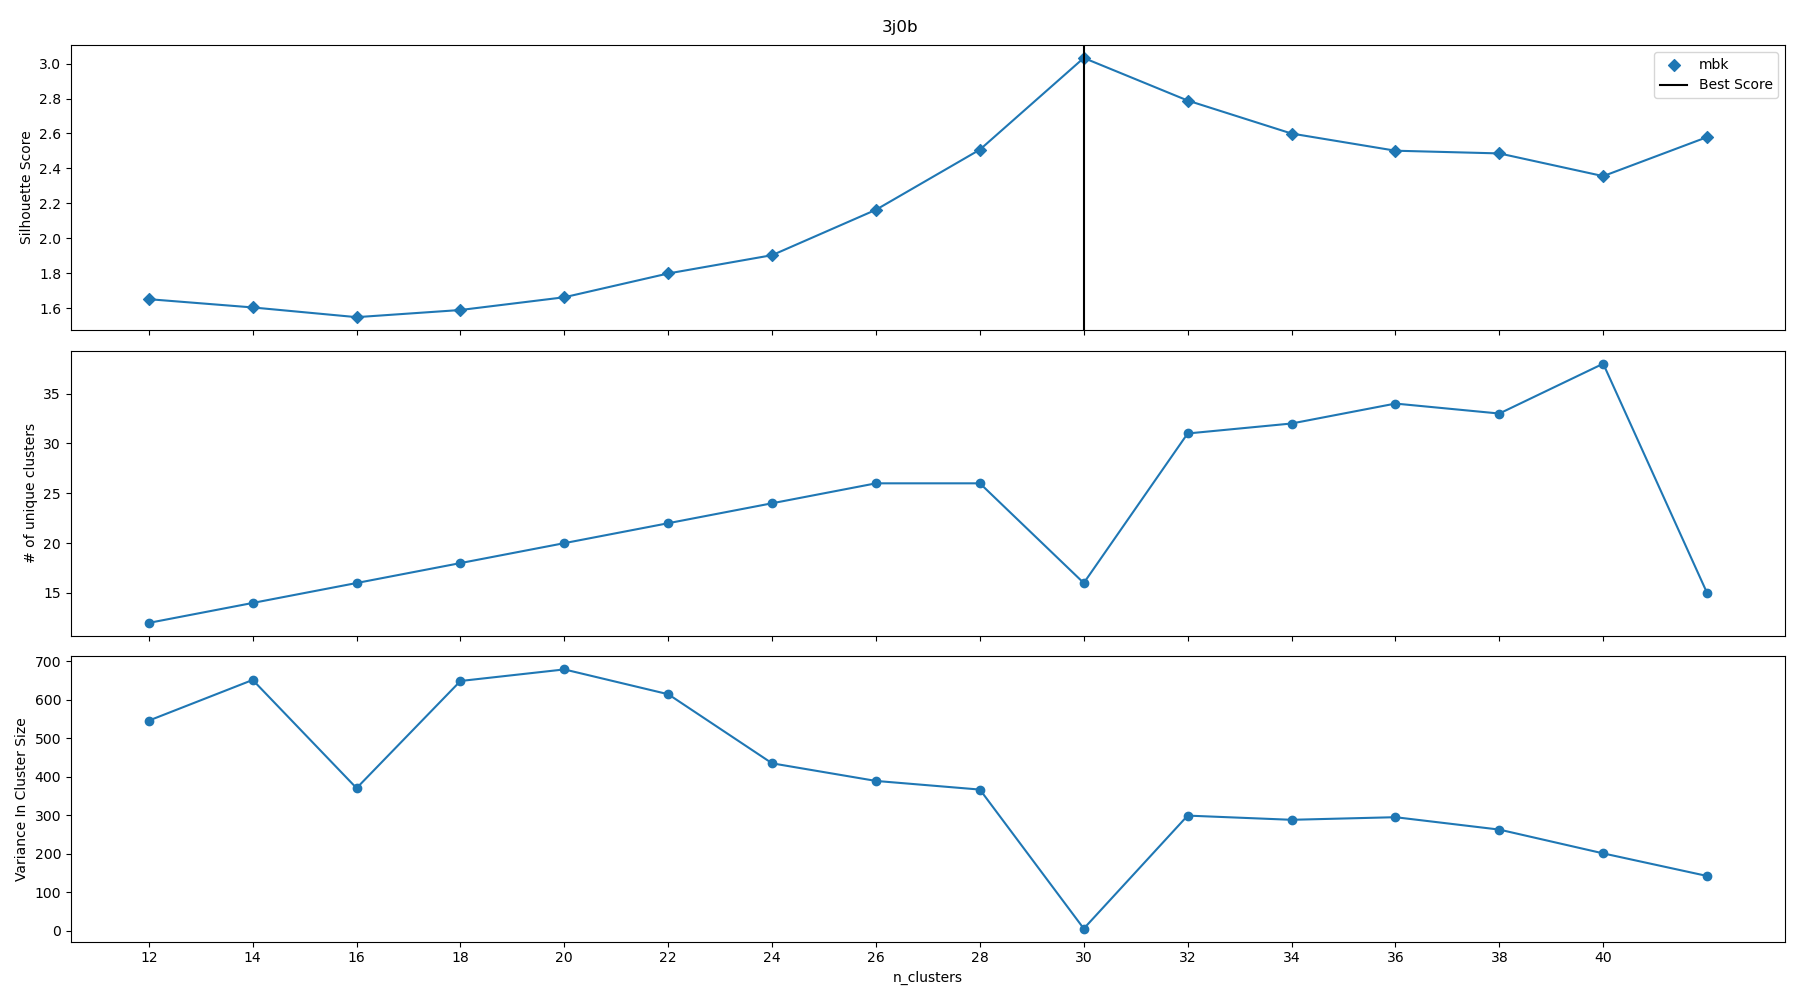 3j0b
3.0
2.8
2.6
2.4
2.2
2.0
1.8
1.6
Silhouette Score
mbk
Best Score
35
30
25
20
15
# of unique clusters
700
600
500
400
300
200
100
0
Variance In Cluster Size
12 14 16 18 20 22 24 26 28 30 32 34 36 38 40
n_clusters